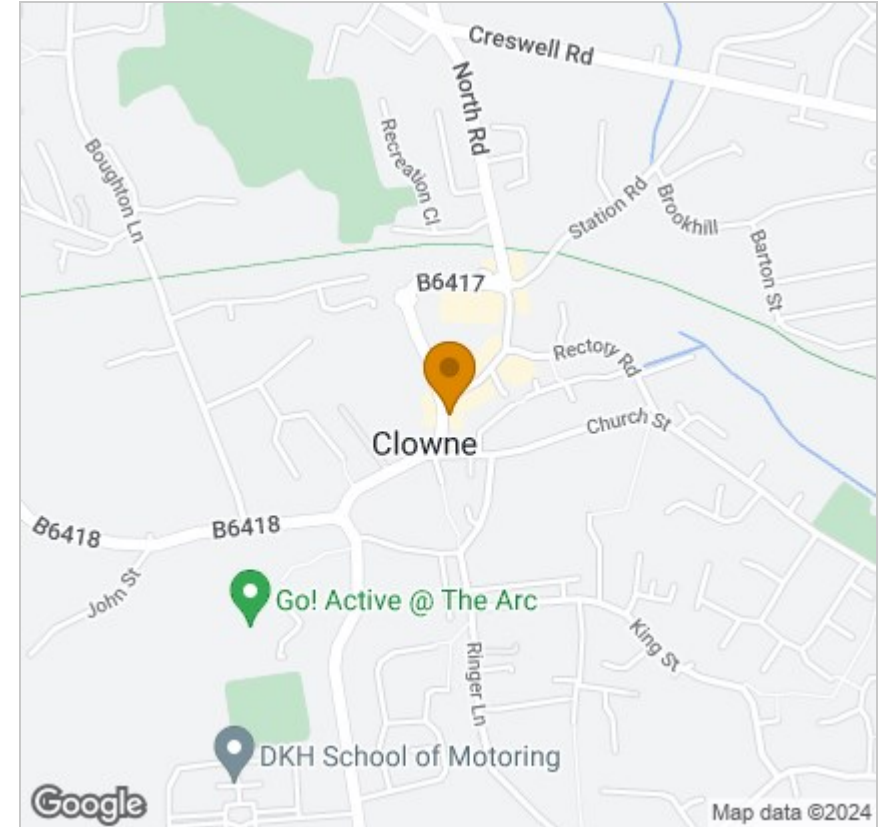 Creswell Rd
North Rd
Recreation Cl
Boughton Ln
Station Rd
Brookhill
Barton St
B6417
Rectory Rd
Church St
Clowne
B6418
B6418
John St
Go! Active @ The Arc
King St
Ringer Ln
DKH School of Motoring
Google
Map data ©2024